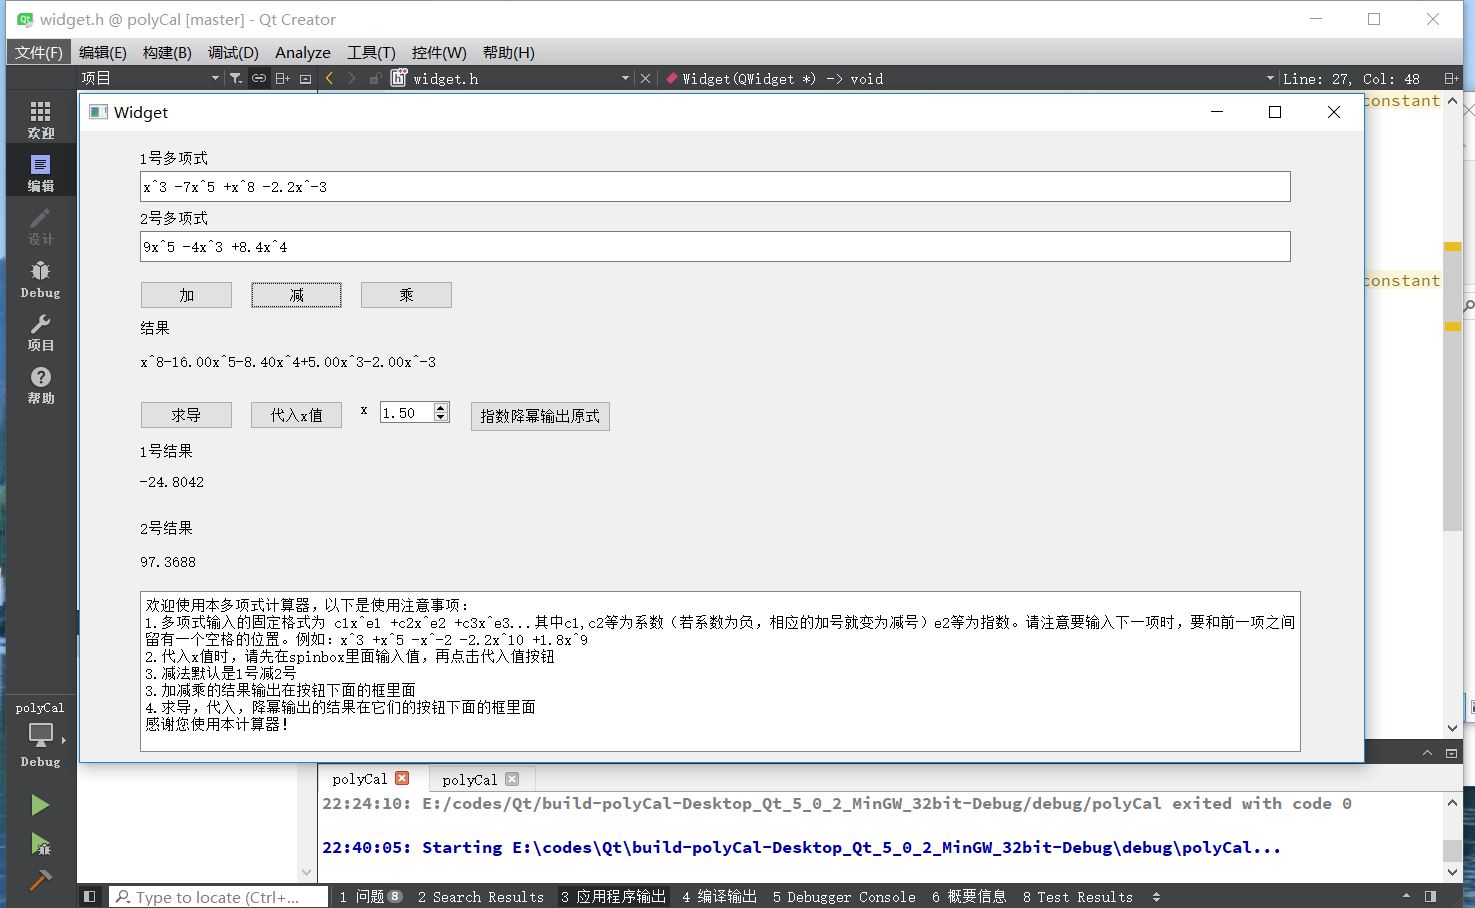 widget.h @ polyCal [master] - Qt Creator
文件(F) 编辑(E) 构建(B) 调试(D) Analyze 工具(T) 控件(W) 帮助(H)
项目 widget.h Widget(QWidget *) -> void Line: 27, Col: 48
constant
Widget
欢迎
编辑
设计
Debug
项目
帮助
1号多项式
x^3 -7x^5 +x^8 -2.2x^-3
2号多项式
9x^5 -4x^3 +8.4x^4
加 减 乘
constant
结果
x^8-16.00x^5-8.40x^4+5.00x^3-2.00x^-3
求导 代入x值 x 1.50 指数降幂输出原式
1号结果
-24.8042
2号结果
97.3688
欢迎使用本多项式计算器，以下是使用注意事项：
1.多项式输入的固定格式为 c1x^e1 +c2x^e2 +c3x^e3...其中c1,c2等为系数（若系数为负，相应的加号就变为减号）e2等为指数。请注意要输入下一项时，要和前一项之间
留有一个空格的位置。例如：x^3 +x^5 -x^-2 -2.2x^10 +1.8x^9
2.代入x值时，请先在spinbox里面输入值，再点击代入值按钮
3.减法默认是1号减2号
3.加减乘的结果输出在按钮下面的框里面
4.求导，代入，降幂输出的结果在它们的按钮下面的框里面
感谢您使用本计算器！
polyCal
Debug
polyCal polyCal
22:24:10: E:/codes/Qt/build-polyCal-Desktop_Qt_5_0_2_MinGW_32bit-Debug/debug/polyCal exited with code 0
22:40:05: Starting E:\codes\Qt\build-polyCal-Desktop_Qt_5_0_2_MinGW_32bit-Debug\debug\polyCal...
Type to locate (Ctrl+... 1 问题 8 2 Search Results 3 应用程序输出 4 编译输出 5 Debugger Console 6 概要信息 8 Test Results